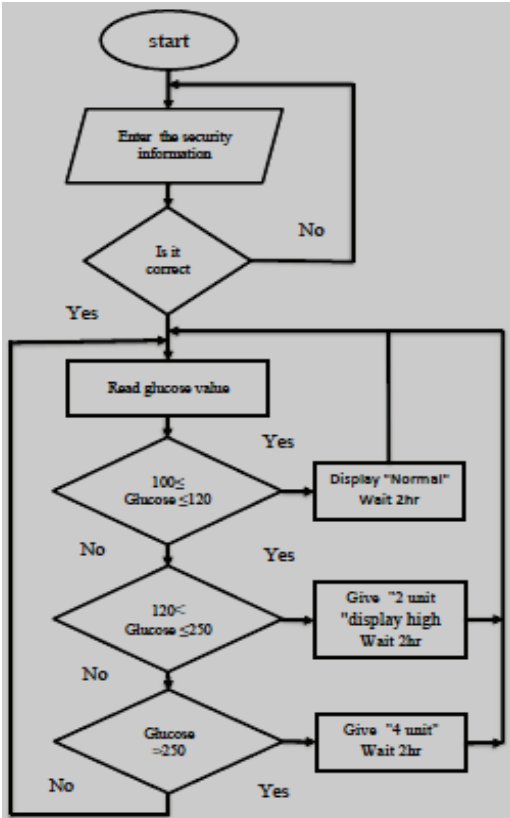 start
Enter the security
information
No
Is it
correct
Yes
Read glucose value
Yes
100≤
Glucose ≤120
Display "Normal"
Wait 2hr
No
Yes
120<
Glucose ≤250
Give "2 unit
"display high
Wait 2hr
No
Glucose
=250
Give "4 unit"
Wait 2hr
No
Yes